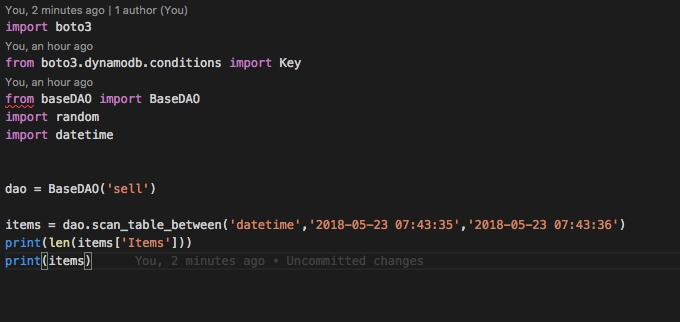 You, 2 minutes ago | 1 author (You)
import boto3
You, an hour ago
from boto3.dynamodb.conditions import Key
You, an hour ago
from baseDAO import BaseDAO
import random
import datetime
dao = BaseDAO('sell')
items = dao.scan_table_between('datetime','2018-05-23 07:43:35','2018-05-23 07:43:36')
print(len(items['Items']))
print(items) You, 2 minutes ago • Uncommitted changes